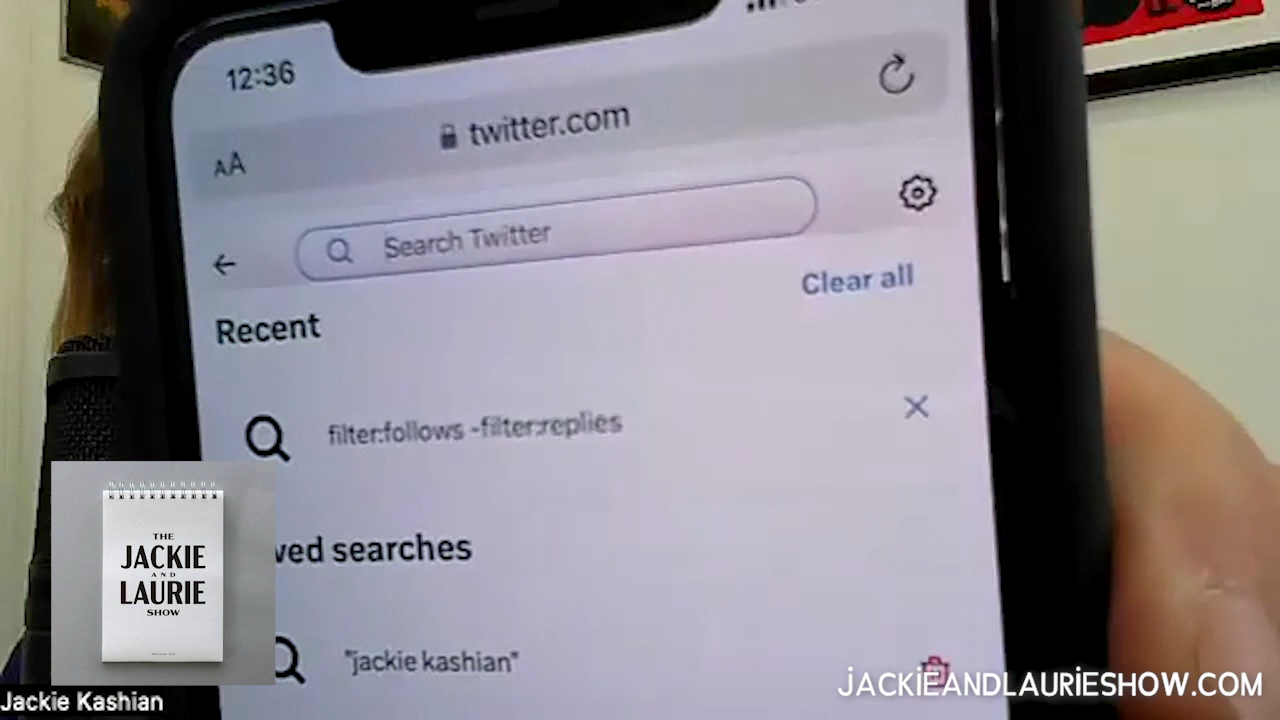 12:36
AA
twitter.com
Search Twitter
Clear all
Recent
filter:follows -filter:replies
ved searches
"jackie kashian"
THE
JACKIE
AND
LAURIE
SHOW
Jackie Kashian
JACKIEANDLAURIESHOW.COM